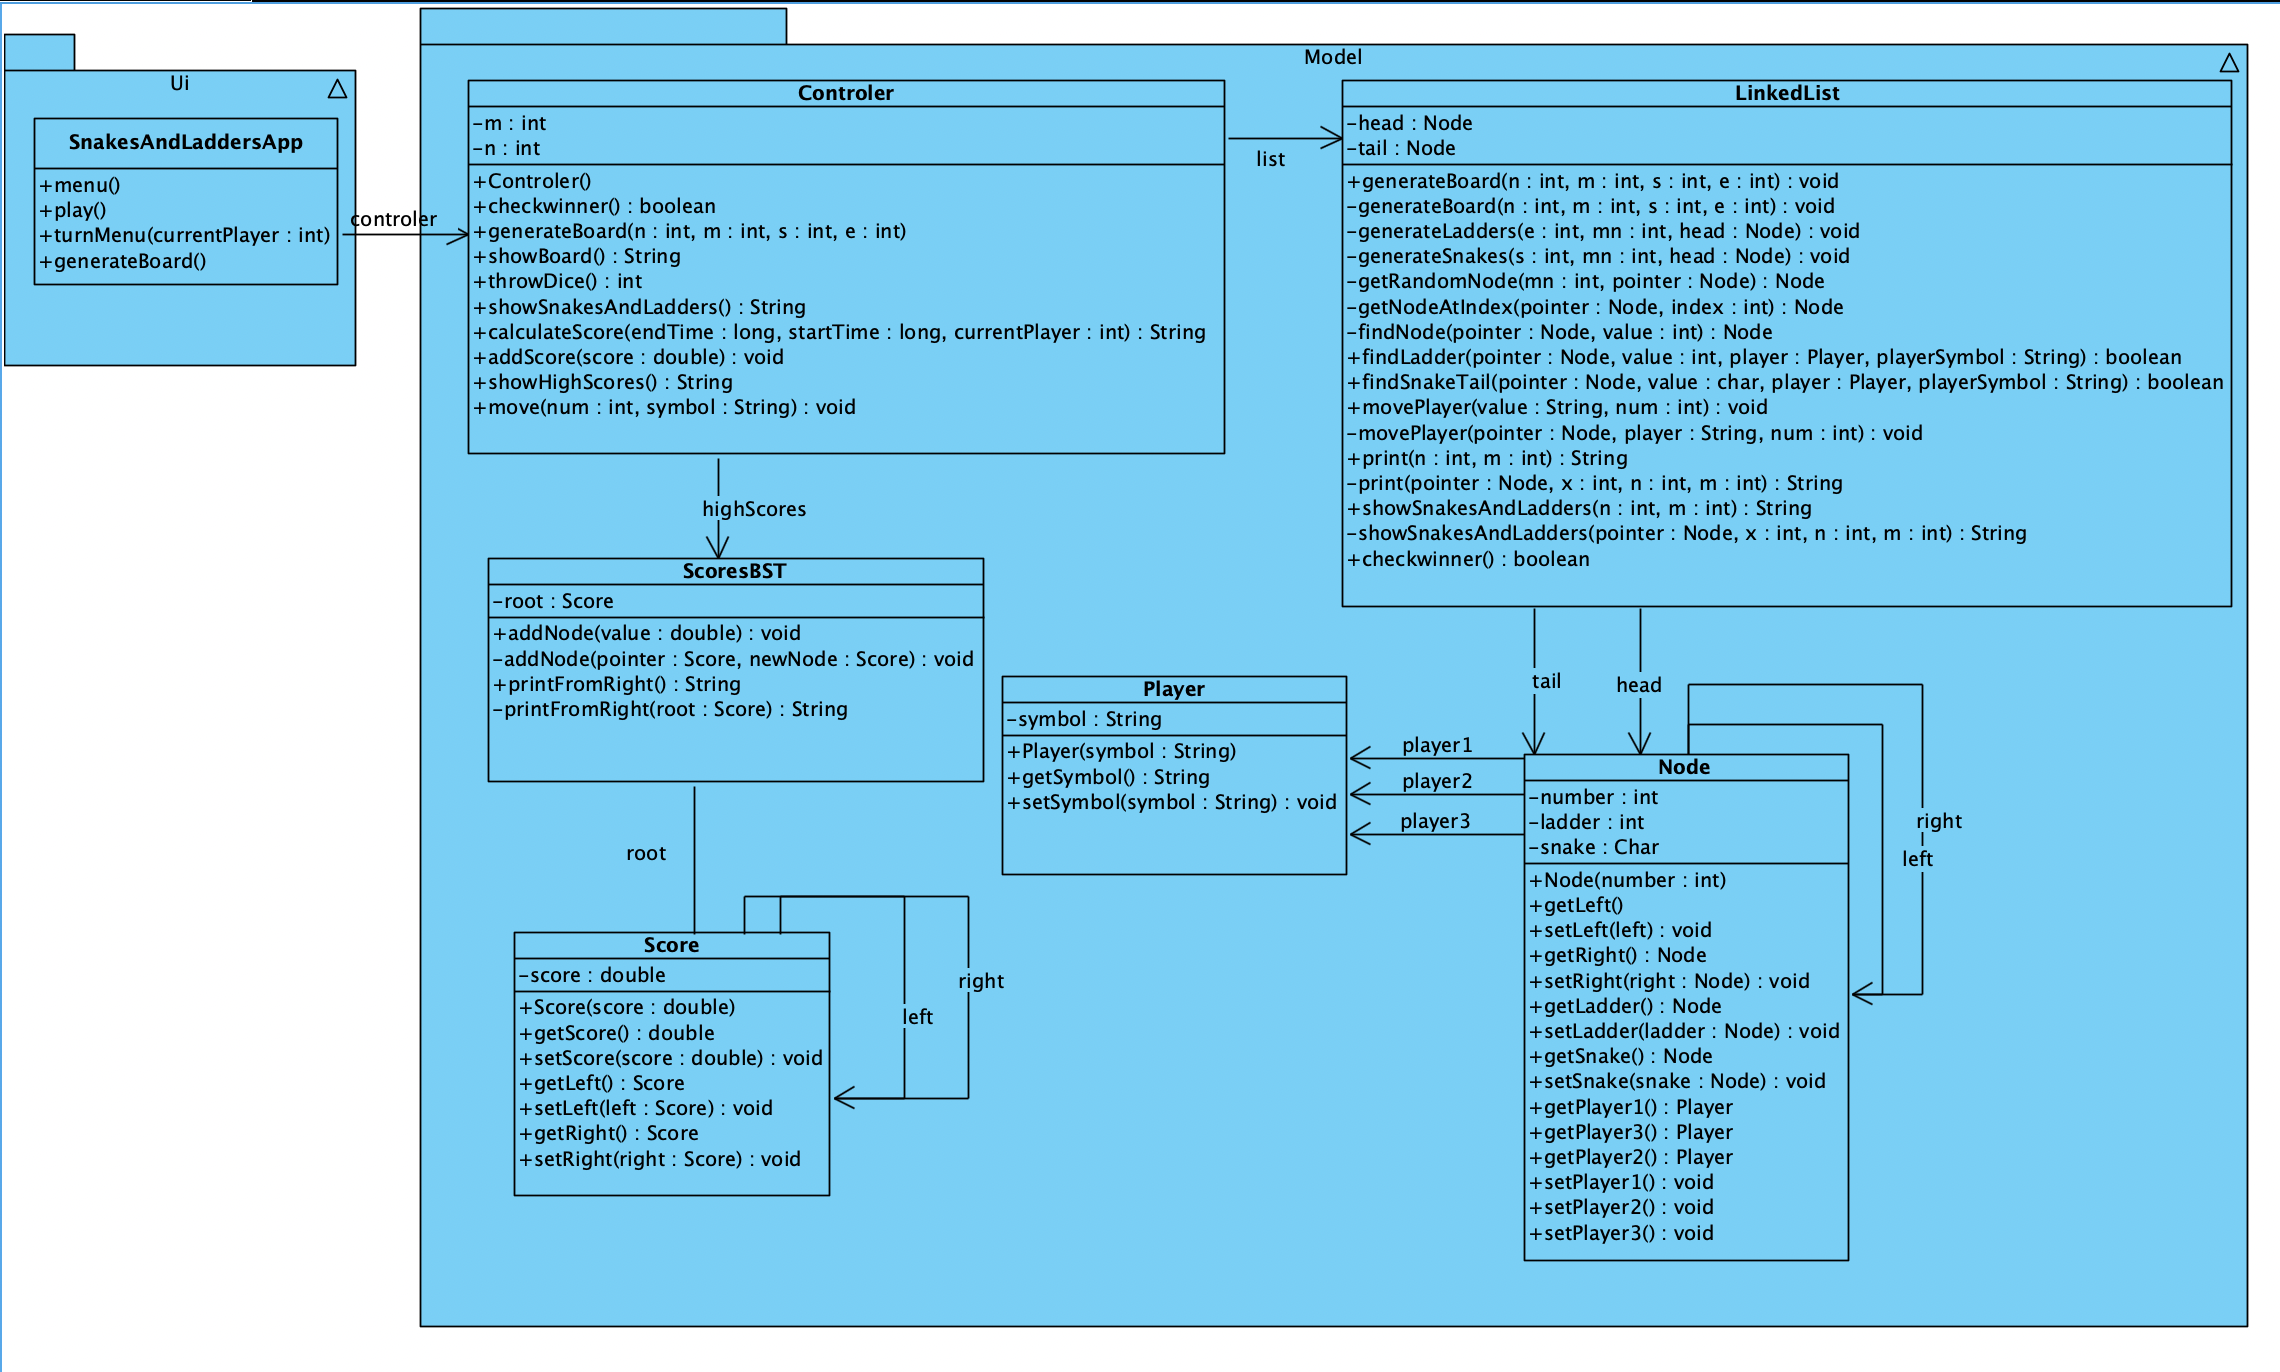 Ui
SnakesAndLaddersApp
+menu()
+play()
+turnMenu(currentPlayer : int)
+generateBoard()
controler
Model
Controler
-m : int
-n : int
+Controler()
+checkwinner() : boolean
+generateBoard(n : int, m : int, s : int, e : int)
+showBoard() : String
+throwDice() : int
+showSnakesAndLadders() : String
+calculateScore(endTime : long, startTime : long, currentPlayer : int) : String
+addScore(score : double) : void
+showHighScores() : String
+move(num : int, symbol : String) : void
list
LinkedList
-head : Node
-tail : Node
+generateBoard(n : int, m : int, s : int, e : int) : void
-generateBoard(n : int, m : int, s : int, e : int) : void
-generateLadders(e : int, mn : int, head : Node) : void
-generateSnakes(s : int, mn : int, head : Node) : void
-getRandomNode(mn : int, pointer : Node) : Node
-getNodeAtIndex(pointer : Node, index : int) : Node
-findNode(pointer : Node, value : int) : Node
+findLadder(pointer : Node, value : int, player : Player, playerSymbol : String) : boolean
+findSnakeTail(pointer : Node, value : char, player : Player, playerSymbol : String) : boolean
+movePlayer(value : String, num : int) : void
-movePlayer(pointer : Node, player : String, num : int) : void
+print(n : int, m : int) : String
-print(pointer : Node, x : int, n : int, m : int) : String
+showSnakesAndLadders(n : int, m : int) : String
-showSnakesAndLadders(pointer : Node, x : int, n : int, m : int) : String
+checkwinner() : boolean
highScores
ScoresBST
-root : Score
+addNode(value : double) : void
-addNode(pointer : Score, newNode : Score) : void
+printFromRight() : String
-printFromRight(root : Score) : String
root
Score
-score : double
+Score(score : double)
+getScore() : double
+setScore(score : double) : void
+getLeft() : Score
+setLeft(left : Score) : void
+getRight() : Score
+setRight(right : Score) : void
right
left
Player
-symbol : String
+Player(symbol : String)
+getSymbol() : String
+setSymbol(symbol : String) : void
player1
player2
player3
tail
head
Node
-number : int
-ladder : int
-snake : Char
+Node(number : int)
+getLeft()
+setLeft(left) : void
+getRight() : Node
+setRight(right : Node) : void
+getLadder() : Node
+setLadder(ladder : Node) : void
+getSnake() : Node
+setSnake(snake : Node) : void
+getPlayer1() : Player
+getPlayer3() : Player
+getPlayer2() : Player
+setPlayer1() : void
+setPlayer2() : void
+setPlayer3() : void
right
left